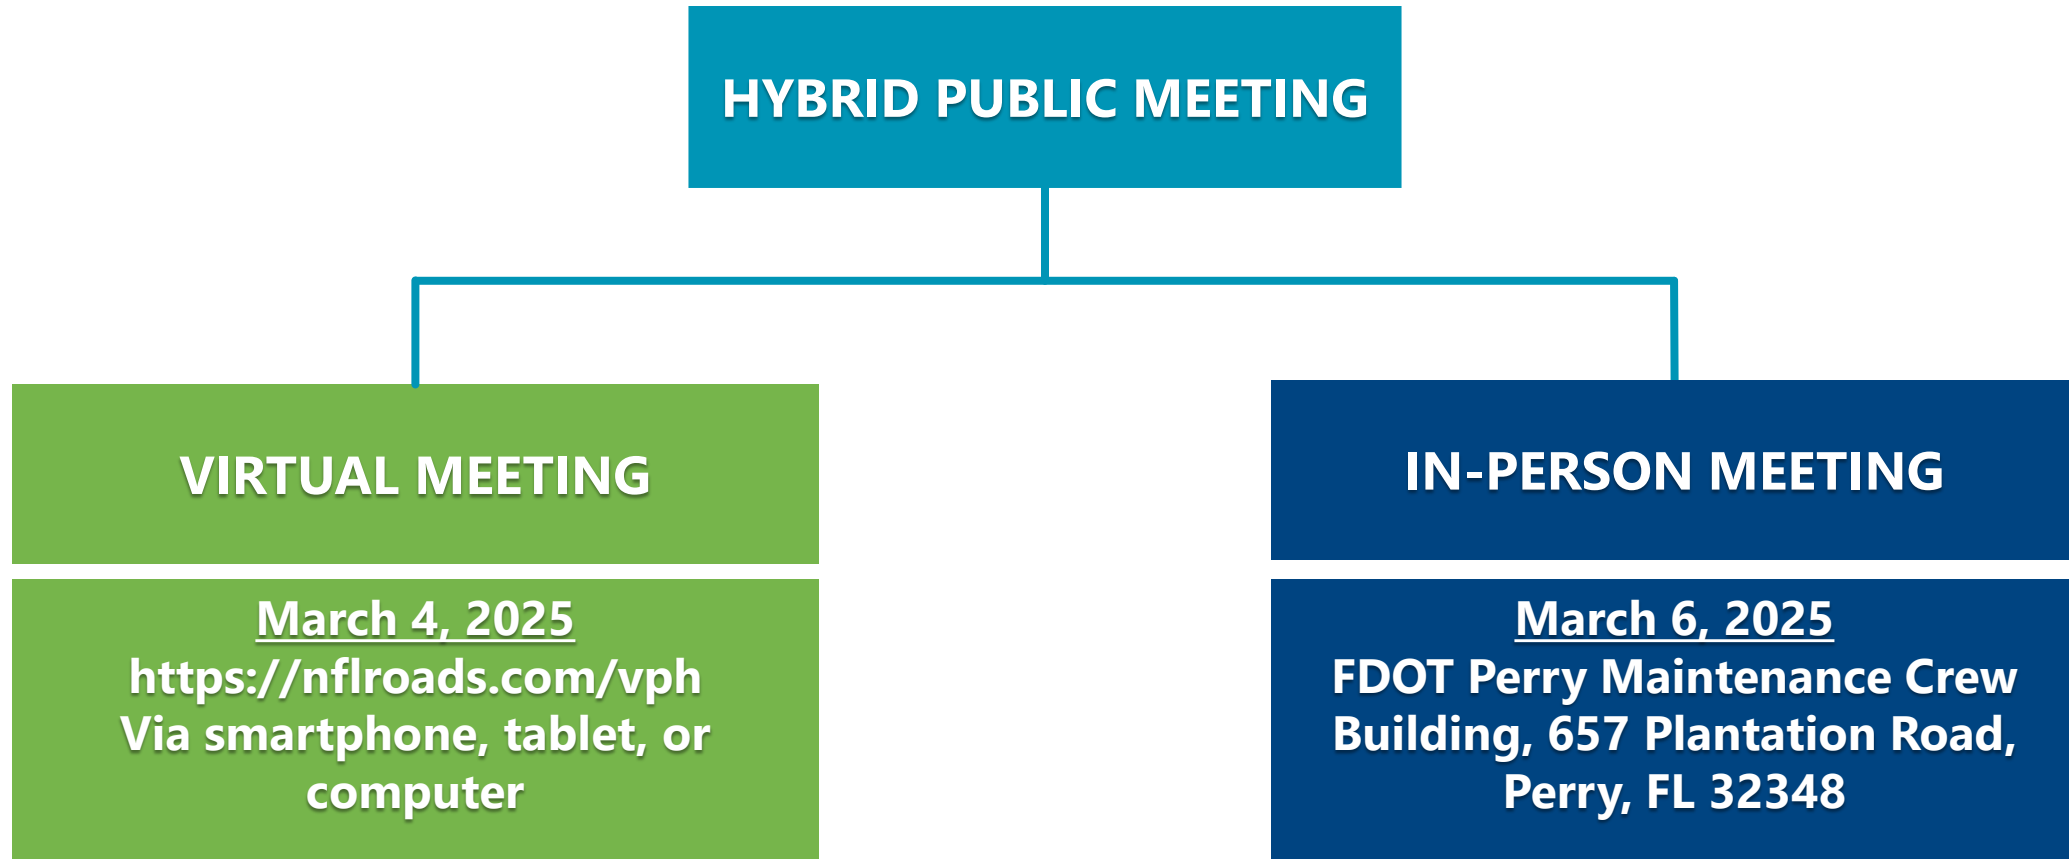 HYBRID PUBLIC MEETING
VIRTUAL MEETING
March 4, 2025
https://nflroads.com/vph
Via smartphone, tablet, or
computer
IN-PERSON MEETING
March 6, 2025
FDOT Perry Maintenance Crew
Building, 657 Plantation Road,
Perry, FL 32348